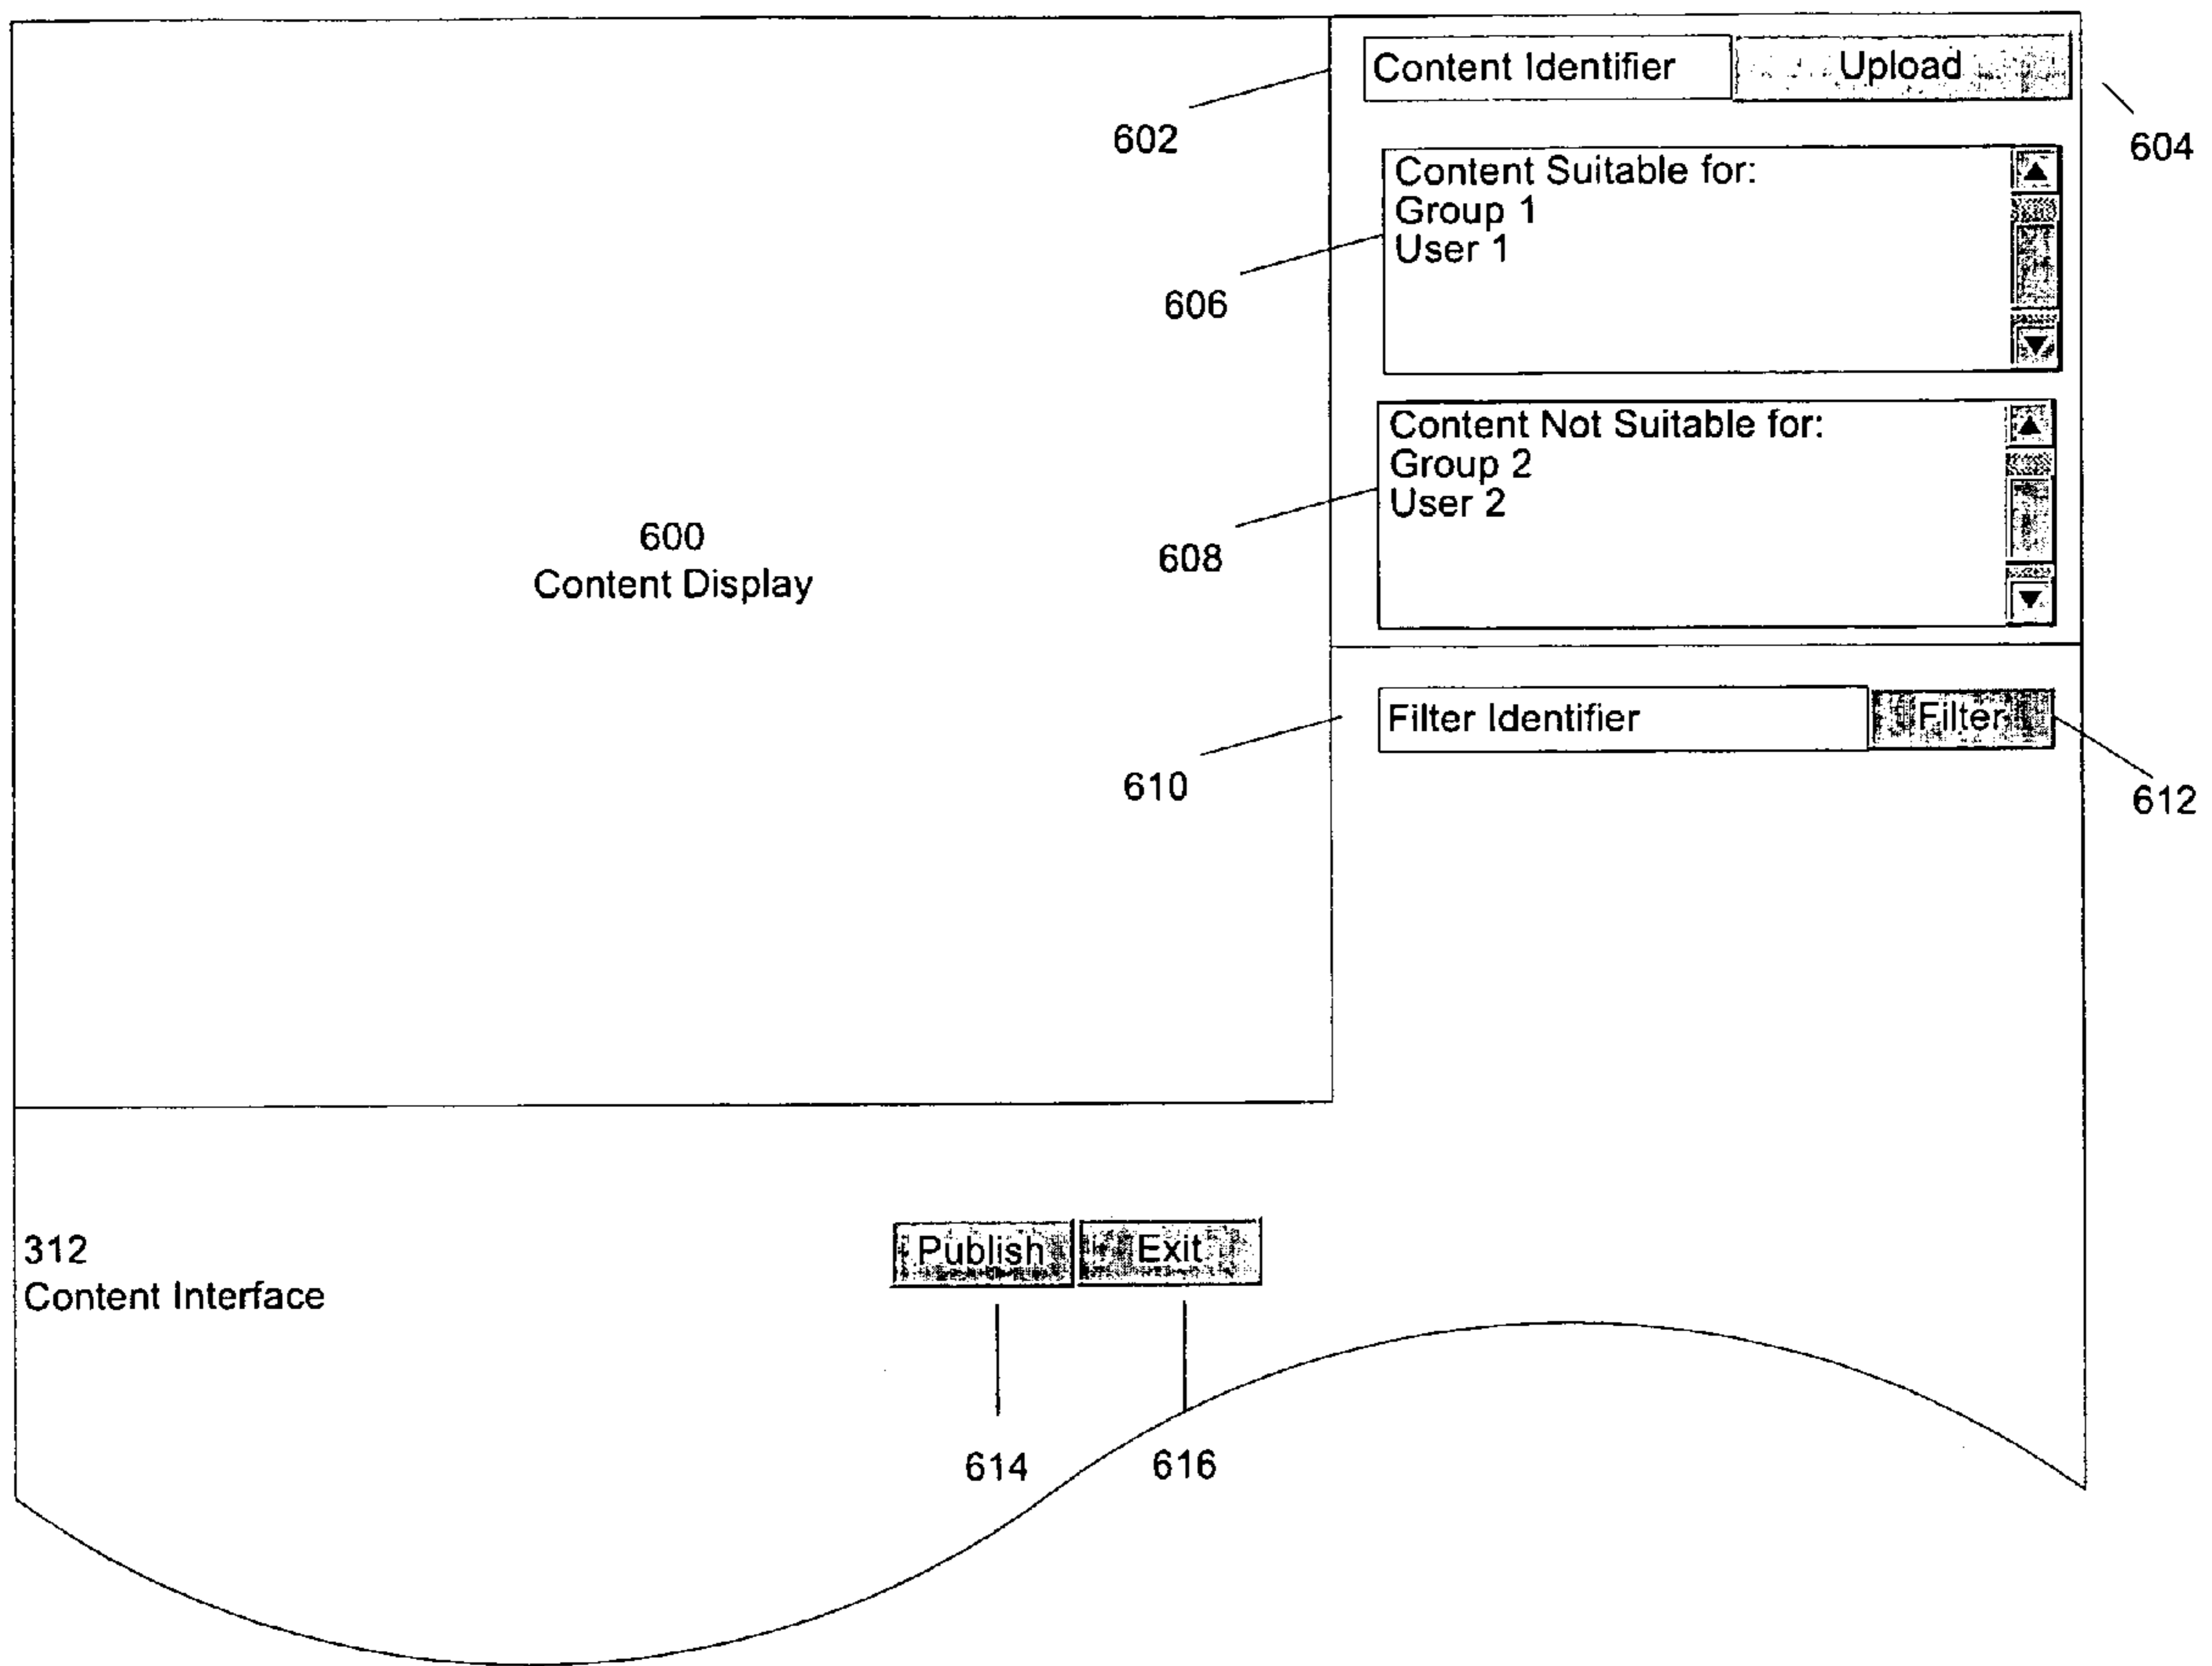 Content Identifier
Upload
602
604
Content Suitable for:
Group 1
User 1
606
Content Not Suitable for:
Group 2
User 2
608
600
Content Display
Filter Identifier
Filter
610
612
312
Content Interface
Publish
Exit
614
616